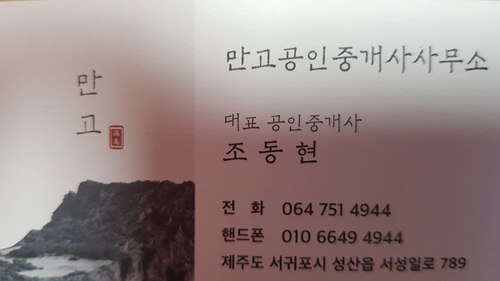 만고
만고공인중개사사무소
대표 공인중개사
조동현
전 화 064 751 4944
핸드폰 010 6649 4944
제주도 서귀포시 성산읍 서성일로 789